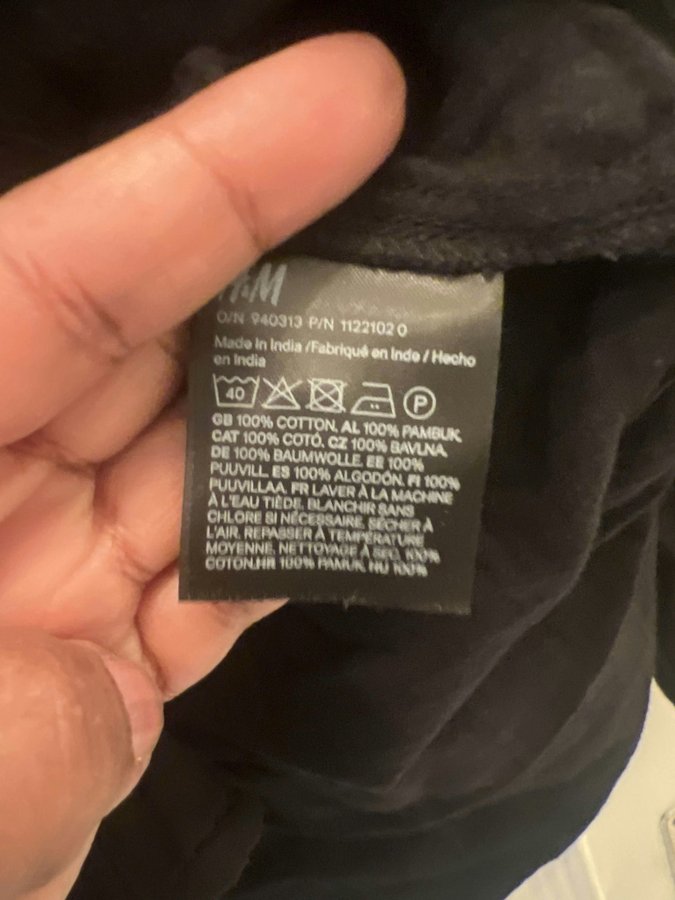 H&M
O/N 940313 P/N 1122102 0
Made In India /Fabriqué en Inde / Hecho
en India
40 P
GB 100% COTTON. AL 100% PAMBUK.
CAT 100% COTÓ. CZ 100% BAVLNA.
DE 100% BAUMWOLLE. EE 100%
PUUVILL. ES 100% ALGODÓN. FI 100%
PUUVILLAA. FR LAVER À LA MACHINE
À L'EAU TIÈDE. BLANCHIR SANS
CHLORE SI NÉCESSAIRE. SÉCHER À
L'AIR. REPASSER À TEMPÉRATURE
MOYENNE. NETTOYAGE À SEC. 100%
COTON.HR 100% PAMUK. HU 100%